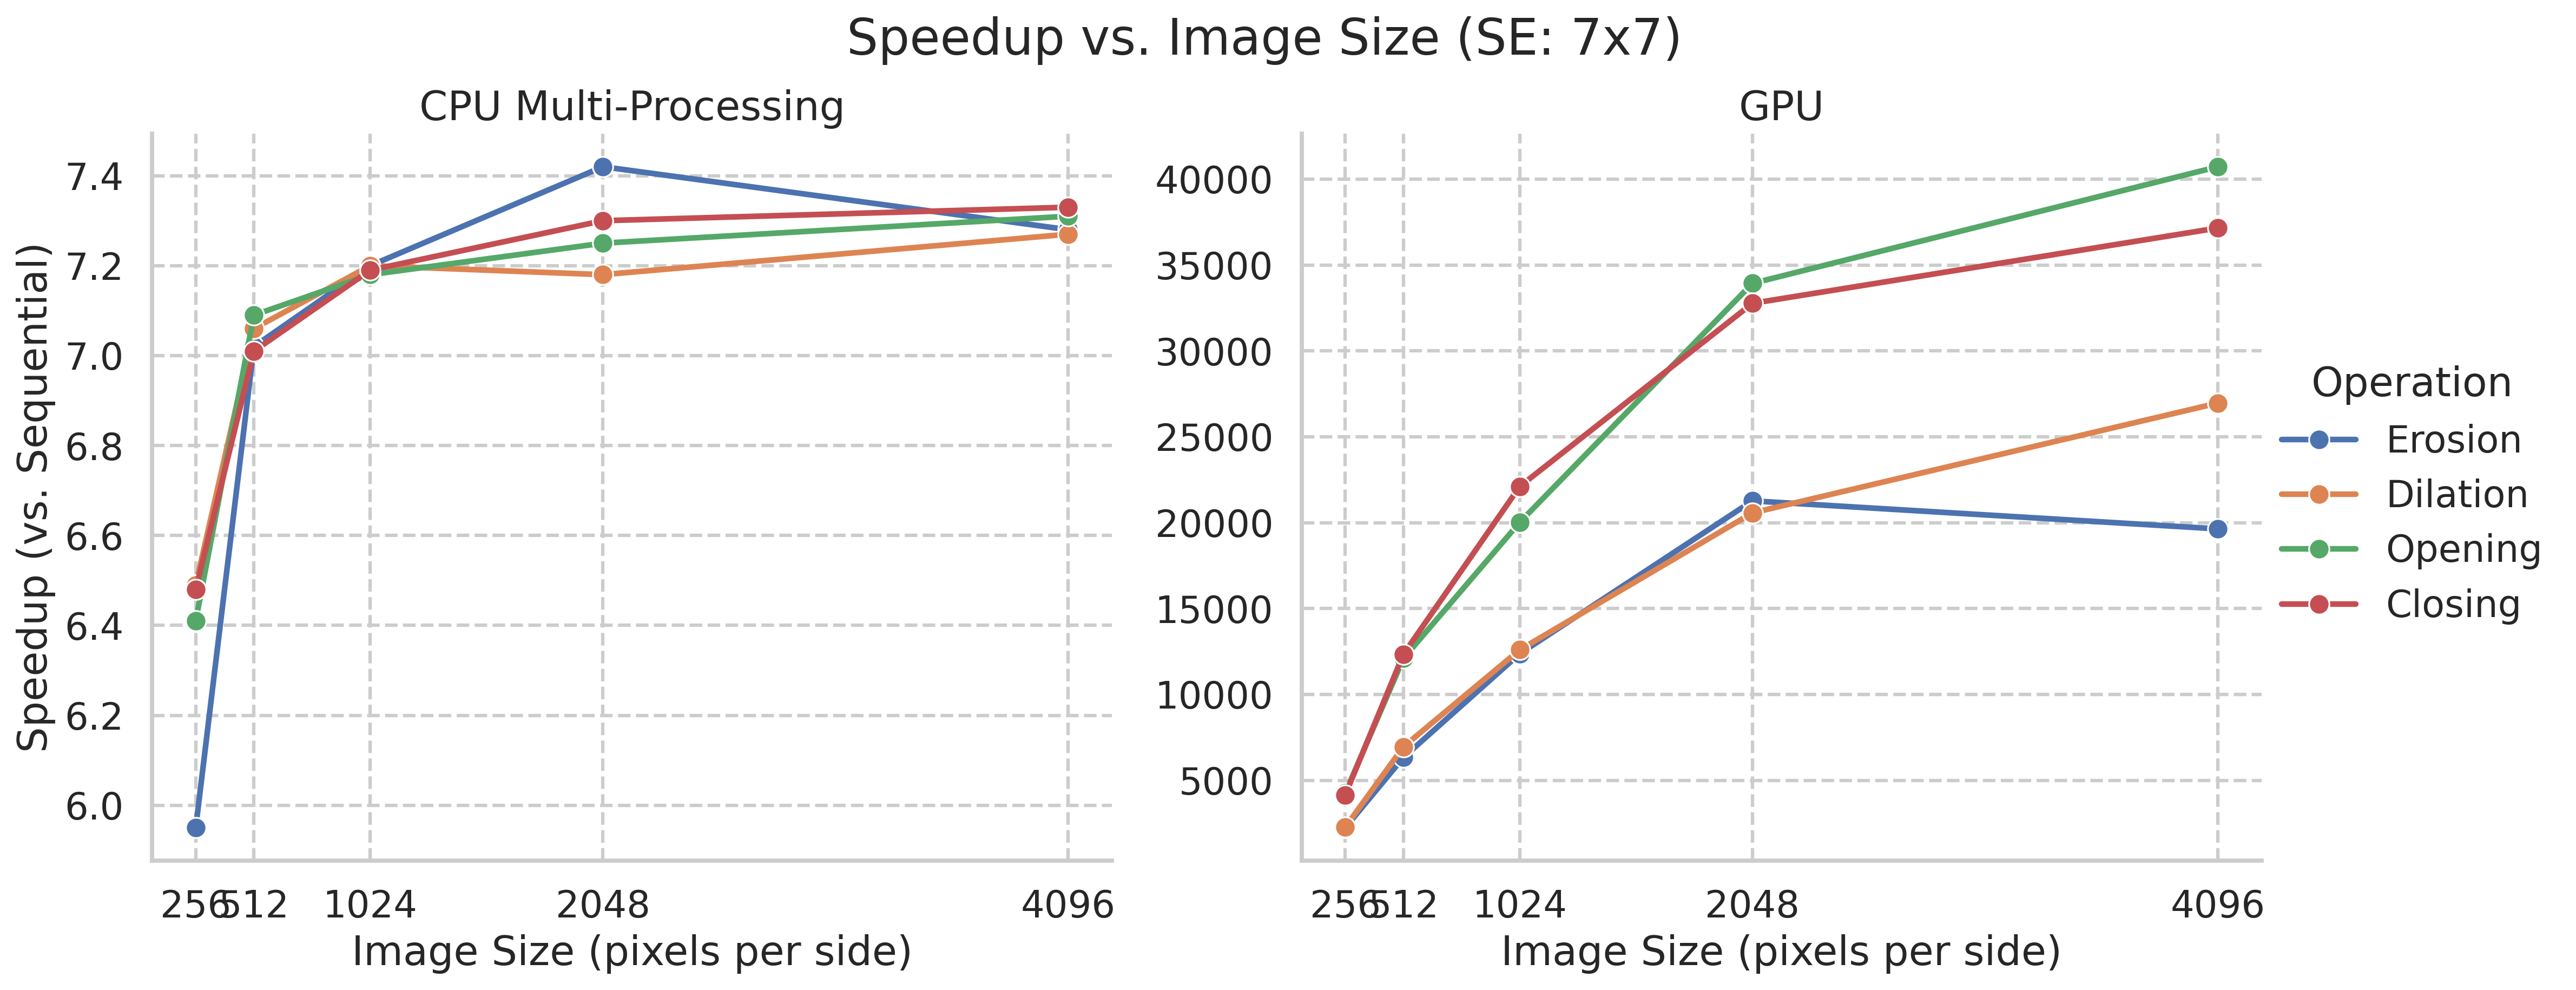 Speedup vs. Image Size (SE: 7x7)
CPU Multi-Processing
Speedup (vs. Sequential)
7.4
7.2
7.0
6.8
6.6
6.4
6.2
6.0
256
512
1024
2048
4096
Image Size (pixels per side)
GPU
40000
35000
30000
25000
20000
15000
10000
5000
256
512
1024
2048
4096
Image Size (pixels per side)
Operation
Erosion
Dilation
Opening
Closing